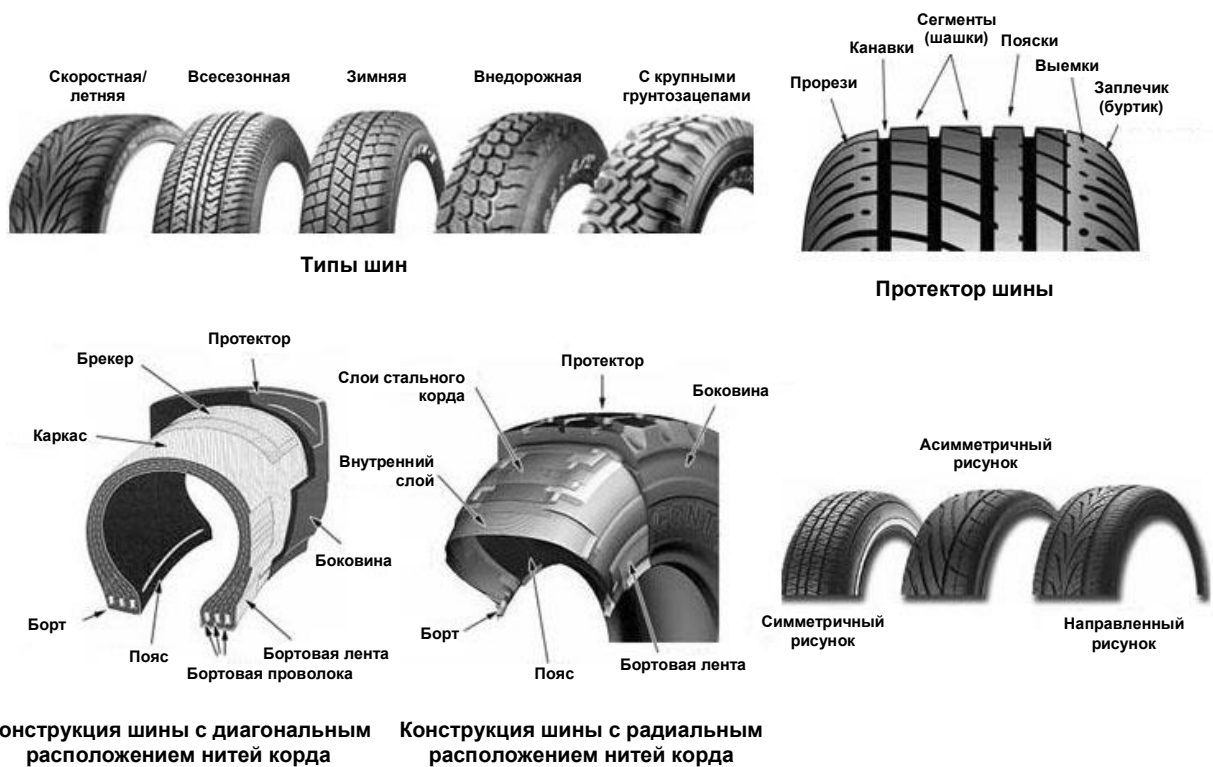 Скоростная/
летняя
Всесезонная
Зимняя
Внедорожная
С крупными
грунтозацепами
Типы шин
Прорези
Канавки
Сегменты
(шашки)
Пояски
Выемки
Заплечик
(буртик)
Протектор шины
Протектор
Брекер
Каркас
Боковина
Борт
Пояс
Бортовая лента
Бортовая проволока
онструкция шины с диагональным
расположением нитей корда
Протектор
Слои стального
корда
Боковина
Внутренний
слой
CONTI
Борт
Пояс
Бортовая лента
Конструкция шины с радиальным
расположением нитей корда
Асимметричный
рисунок
Симметричный
рисунок
Направленный
рисунок